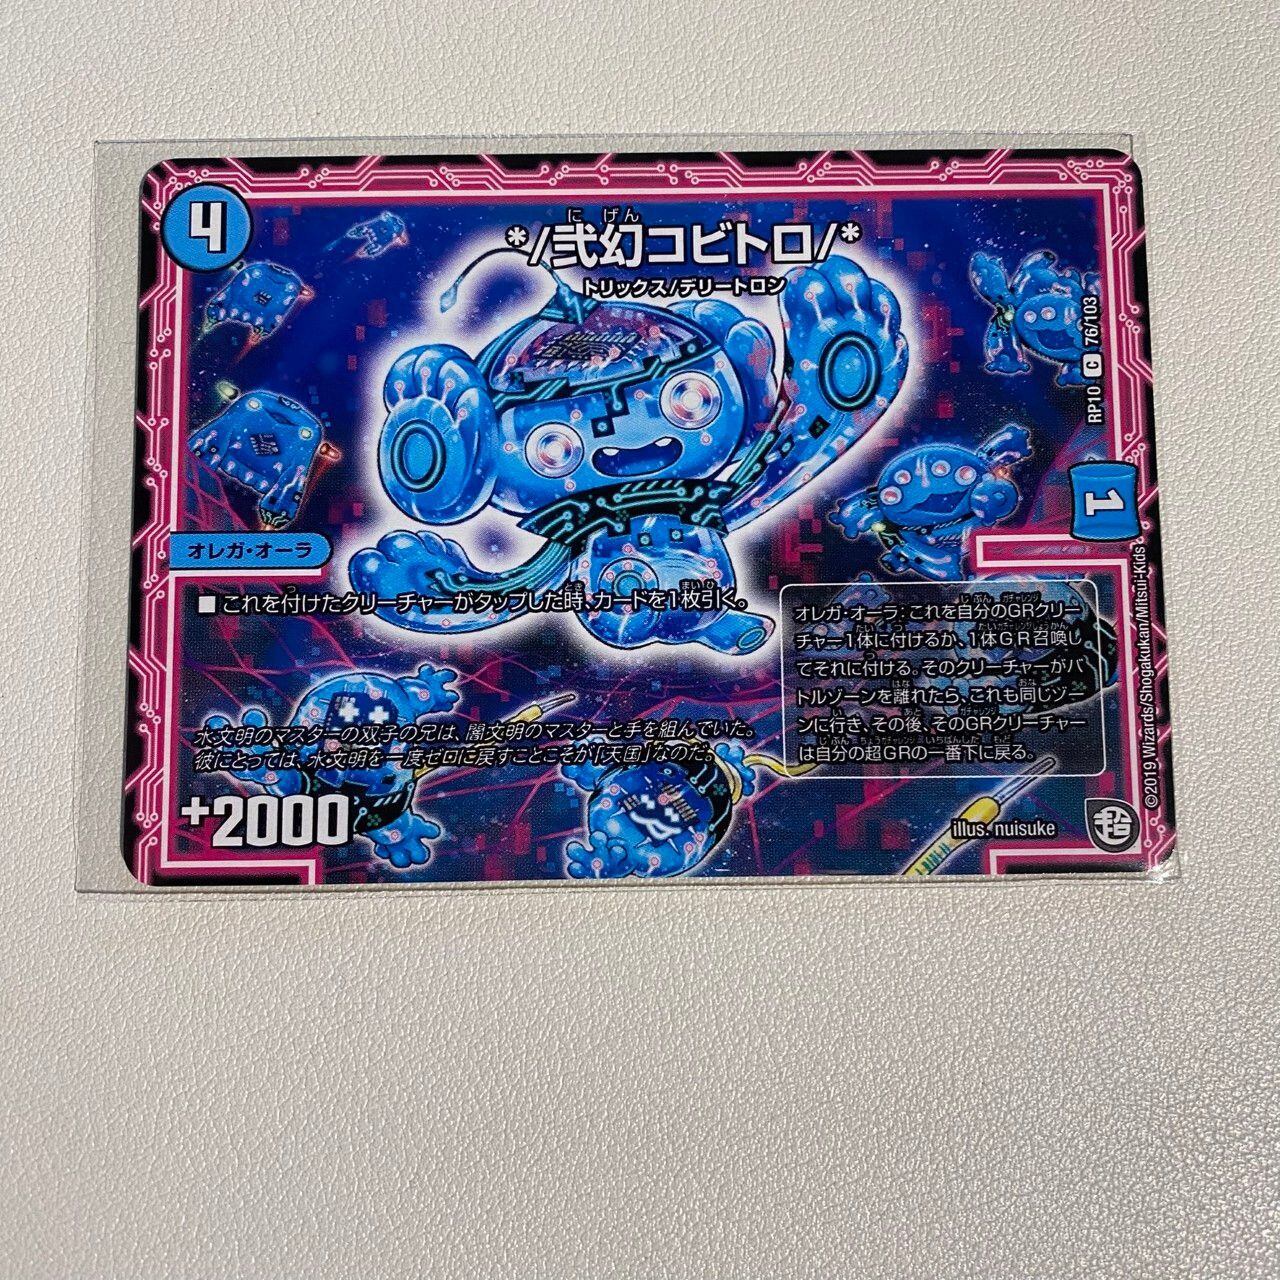 4
*/弐幻コビトロ/*
にげん
トリックス/デリートロン
RP10 C 76/103
1
オレガ・オーラ
■これを付けたクリーチャーがタップした時、カードを1枚引く。
オレガ・オーラ：これを自分のGRクリー
チャー1体に付けるか、1体GR召喚し
てそれに付ける。そのクリーチャーがバ
トルゾーンを離れたら、これも同じゾー
ンに行き、その後、そのGRクリーチャー
は自分の超GRの一番下に戻る。
水文明のマスターの双子の兄は、闇文明のマスターと手を組んでいた。
彼にとっては、水文明を一度ゼロに戻すことこそが「天国」なのだ。
+2000
illus. nuisuke
超
©2019 Wizards/Shogakukan/Mitsui-Kids